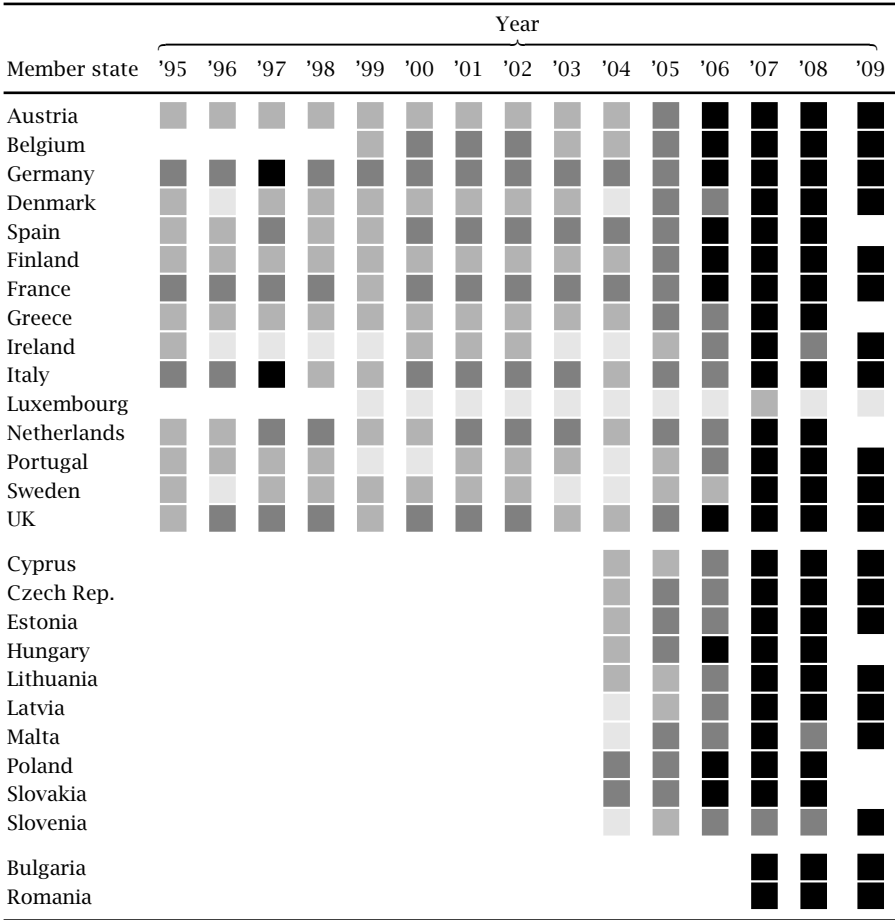 Year
Member state '95 '96 '97 '98 '99 '00 '01 '02 '03 '04 '05 '06 '07 '08 '09
Austria
Belgium
Germany
Denmark
Spain
Finland
France
Greece
Ireland
Italy
Luxembourg
Netherlands
Portugal
Sweden
UK
Cyprus
Czech Rep.
Estonia
Hungary
Lithuania
Latvia
Malta
Poland
Slovakia
Slovenia
Bulgaria
Romania